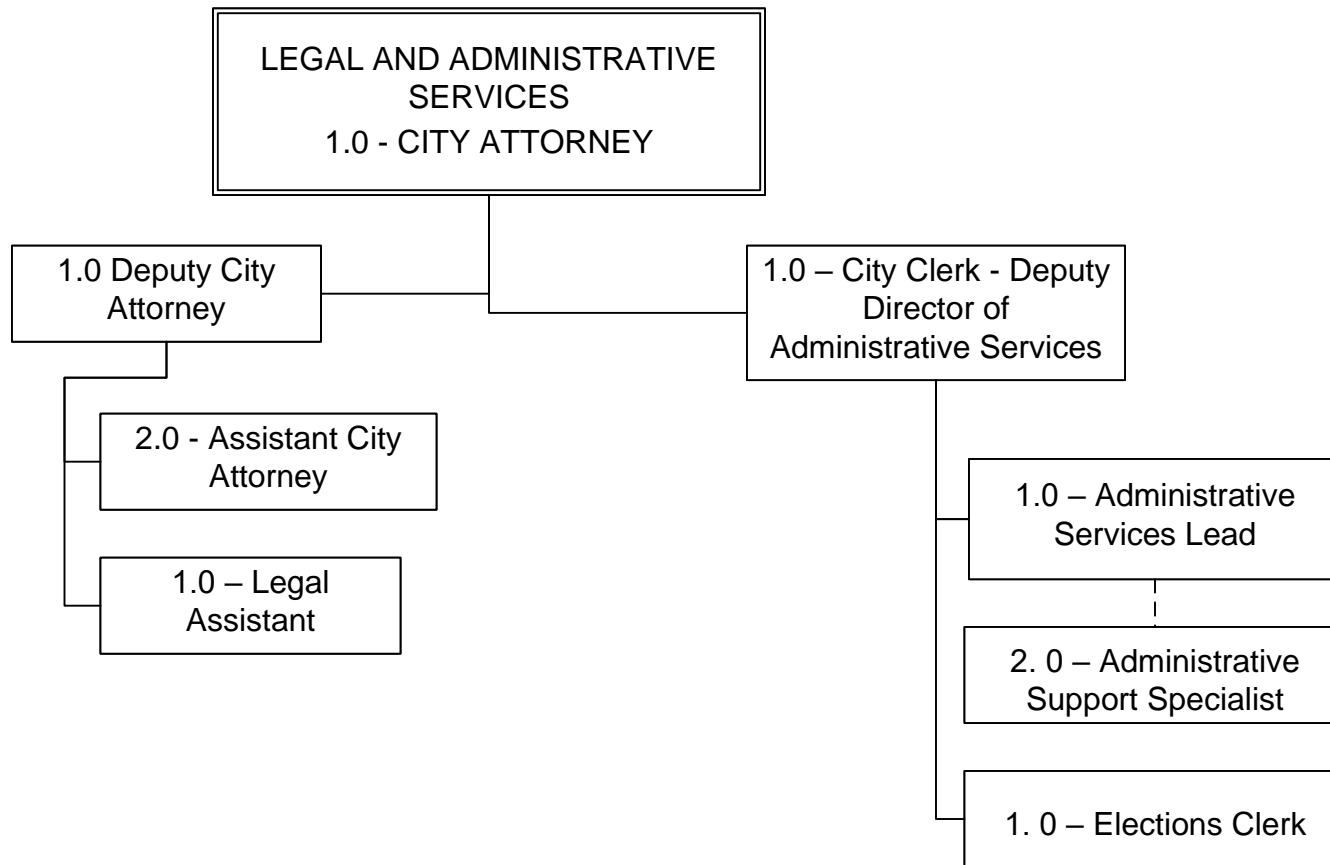 LEGAL AND ADMINISTRATIVE
SERVICES
1.0 - CITY ATTORNEY
1.0 Deputy City
Attorney
1.0 – City Clerk - Deputy
Director of
Administrative Services
2.0 - Assistant City
Attorney
1.0 – Legal
Assistant
1.0 – Administrative
Services Lead
2. 0 – Administrative
Support Specialist
1. 0 – Elections Clerk